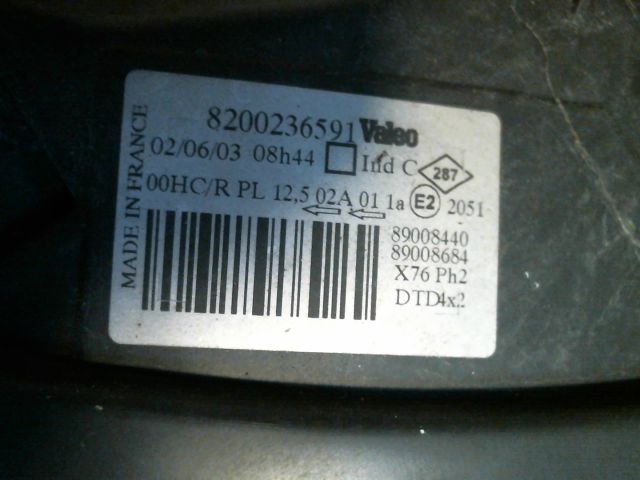 8200236591 Valeo
02/06/03 08h44 Ind C 287
00HC/R PL 12,5 02A 01 1a E2 2051
89008440
89008684
X76 Ph2
DTD4x2
MADE IN FRANCE